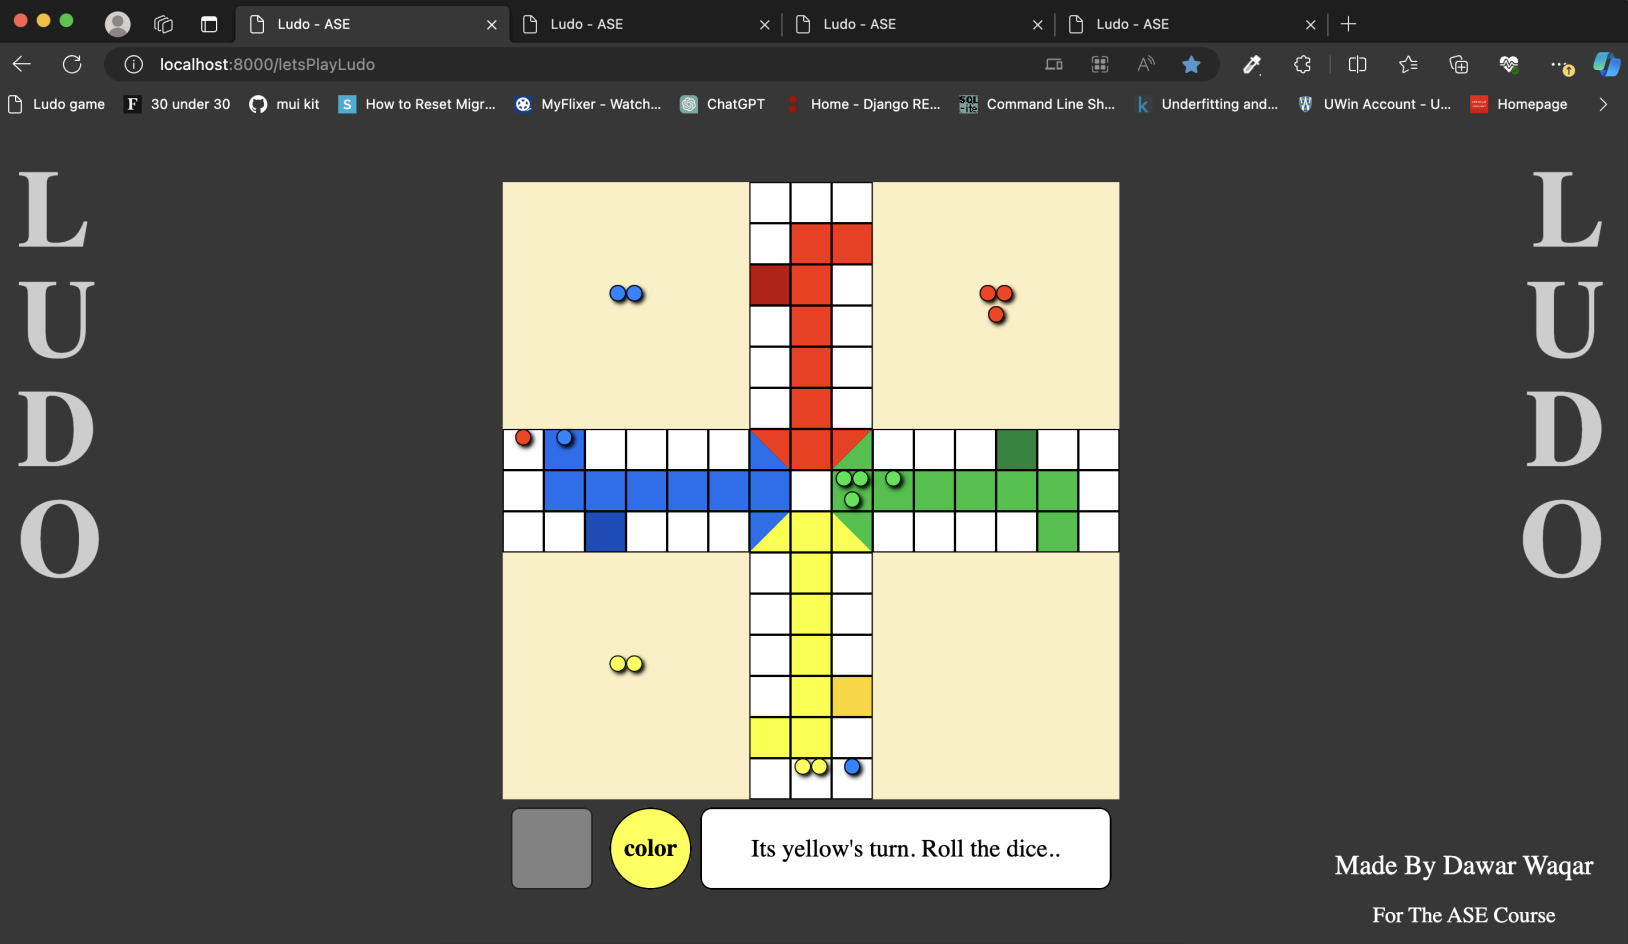 Ludo - ASE
Ludo - ASE
Ludo - ASE
Ludo - ASE
localhost:8000/letsPlayLudo
Ludo game
30 under 30
mui kit
How to Reset Migr...
MyFlixer - Watch...
ChatGPT
Home - Django RE...
Command Line Sh...
Underfitting and...
UWin Account - U...
Homepage
L
U
D
O
L
U
D
O
color
Its yellow's turn. Roll the dice..
Made By Dawar Waqar
For The ASE Course